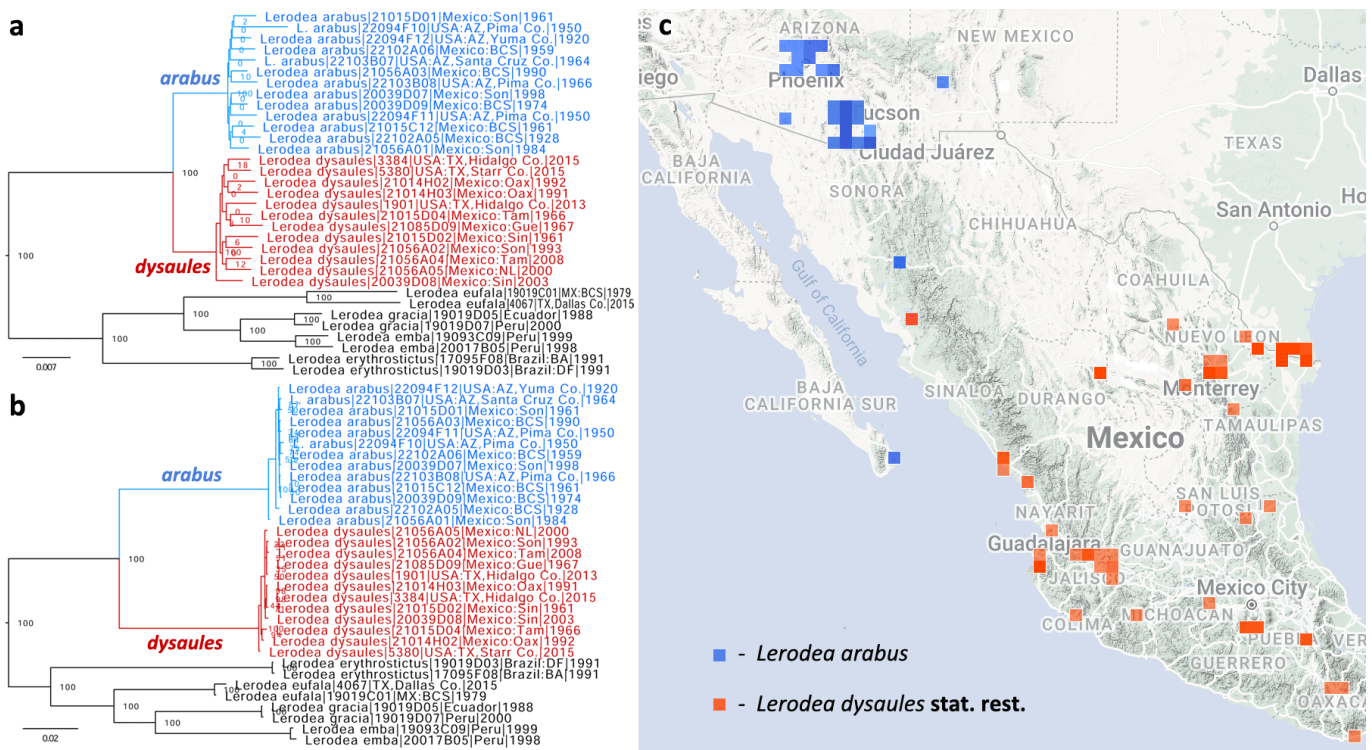 a
Lerodea arabus|21015D01|Mexico:Son|1961
L. arabus|22094F10|USA:AZ,Pima Co.|1950
Lerodea arabus|22094F12|USA:AZ,Yuma Co.|1920
Lerodea arabus|22102A06|Mexico:BCS|1959
L. arabus|22103B07|USA:AZ,Santa Cruz Co.|1964
Lerodea arabus|21056A03|Mexico:BCS|1990
Lerodea arabus|22103B08|USA:AZ,Pima Co.|1966
Lerodea arabus|20039D07|Mexico:Son|1998
Lerodea arabus|20039D09|Mexico:BCS|1974
Lerodea arabus|22094F11|USA:AZ,Pima Co.|1950
Lerodea arabus|21015C12|Mexico:BCS|1961
Lerodea arabus|22102A05|Mexico:BCS|1928
Lerodea arabus|21056A01|Mexico:Son|1984
arabus
Lerodea dysaules|3384|USA:TX,Hidalgo Co.|2015
Lerodea dysaules|5380|USA:TX,Starr Co.|2015
Lerodea dysaules|21014H02|Mexico:Oax|1992
Lerodea dysaules|21014H03|Mexico:Oax|1991
Lerodea dysaules|1901|USA:TX,Hidalgo Co.|2013
Lerodea dysaules|21015D04|Mexico:Tam|1966
Lerodea dysaules|21085D09|Mexico:Gue|1967
Lerodea dysaules|21015D02|Mexico:Sin|1961
Lerodea dysaules|21056A02|Mexico:Son|1993
Lerodea dysaules|21056A04|Mexico:Tam|2008
Lerodea dysaules|21056A05|Mexico:NL|2000
Lerodea dysaules|20039D08|Mexico:Sin|2003
dysaules
Lerodea eufala|19019C01|MX:BCS|1979
Lerodea eufala|4067|TX,Dallas Co.|2015
Lerodea gracia|19019D05|Ecuador|1988
Lerodea gracia|19019D07|Peru|2000
Lerodea emba|19093C09|Peru|1999
Lerodea emba|20017B05|Peru|1998
Lerodea erythrostictus|17095F08|Brazil:BA|1991
Lerodea erythrostictus|19019D03|Brazil:DF|1991
100
100
100
100
100
100
100
100
100
0.007
b
Lerodea arabus|22094F12|USA:AZ,Yuma Co.|1920
L. arabus|22103B07|USA:AZ,Santa Cruz Co.|1964
Lerodea arabus|21015D01|Mexico:Son|1961
Lerodea arabus|21056A03|Mexico:BCS|1990
Lerodea arabus|22094F11|USA:AZ,Pima Co.|1950
L. arabus|22094F10|USA:AZ,Pima Co.|1950
Lerodea arabus|22102A06|Mexico:BCS|1959
Lerodea arabus|20039D07|Mexico:Son|1998
Lerodea arabus|22103B08|USA:AZ,Pima Co.|1966
Lerodea arabus|21015C12|Mexico:BCS|1961
Lerodea arabus|20039D09|Mexico:BCS|1974
Lerodea arabus|22102A05|Mexico:BCS|1928
Lerodea arabus|21056A01|Mexico:Son|1984
arabus
Lerodea dysaules|21056A05|Mexico:NL|2000
Lerodea dysaules|21056A02|Mexico:Son|1993
Lerodea dysaules|21056A04|Mexico:Tam|2008
Lerodea dysaules|21085D09|Mexico:Gue|1967
Lerodea dysaules|1901|USA:TX,Hidalgo Co.|2013
Lerodea dysaules|21014H03|Mexico:Oax|1991
Lerodea dysaules|3384|USA:TX,Hidalgo Co.|2015
Lerodea dysaules|21015D02|Mexico:Sin|1961
Lerodea dysaules|20039D08|Mexico:Sin|2003
Lerodea dysaules|21015D04|Mexico:Tam|1966
Lerodea dysaules|21014H02|Mexico:Oax|1992
Lerodea dysaules|5380|USA:TX,Starr Co.|2015
dysaules
Lerodea erythrostictus|19019D03|Brazil:DF|1991
Lerodea erythrostictus|17095F08|Brazil:BA|1991
Lerodea eufala|4067|TX,Dallas Co.|2015
Lerodea eufala|19019C01|MX:BCS|1979
Lerodea gracia|19019D05|Ecuador|1988
Lerodea gracia|19019D07|Peru|2000
Lerodea emba|19093C09|Peru|1999
Lerodea emba|20017B05|Peru|1998
100
100
100
100
100
100
0.02
c
ARIZONA
NEW MEXICO
Phoenix
iego
Dallas
ucson
Ciudad Juárez
TEXAS
BAJA
CALIFORNIA
SONORA
Ho
San Antonio
CHIHUAHUA
Gulf of California
COAHUILA
NUEVO LEON
BAJA
CALIFORNIA SUR
SINALOA
DURANGO
Monterrey
TAMAULIPAS
Mexico
SAN LUIS
POTOSI
NAYARIT
Guadalajara
GUANAJUATO
JALISCO
Mexico City
COLIMA
MICHOACAN
PUEBLA
VER
GUERRERO
OAXACA
- Lerodea arabus
- Lerodea dysaules stat. rest.